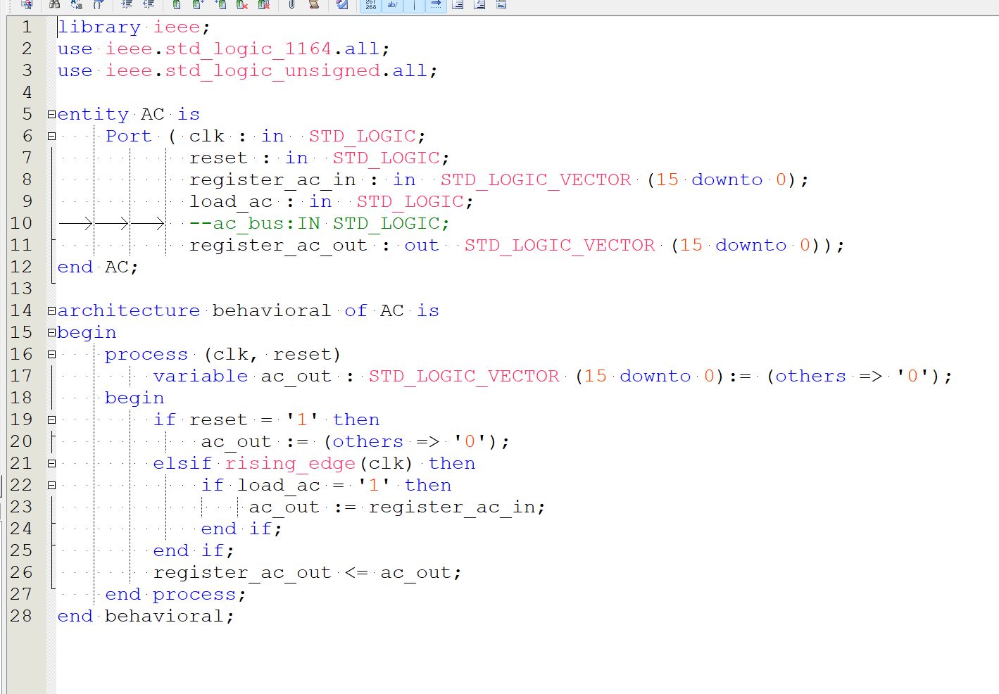 267
268
ab/
1 library ieee;
2 use ieee.std_logic_1164.all;
3 use ieee.std_logic_unsigned.all;
4
5 entity AC is
6     Port ( clk : in  STD_LOGIC;
7            reset : in  STD_LOGIC;
8            register_ac_in : in  STD_LOGIC_VECTOR (15 downto 0);
9            load_ac : in  STD_LOGIC;
10            --ac_bus:IN STD_LOGIC;
11            register_ac_out : out  STD_LOGIC_VECTOR (15 downto 0));
12 end AC;
13
14 architecture behavioral of AC is
15 begin
16     process (clk, reset)
17         variable ac_out : STD_LOGIC_VECTOR (15 downto 0):= (others => '0');
18     begin
19         if reset = '1' then
20             ac_out := (others => '0');
21         elsif rising_edge(clk) then
22             if load_ac = '1' then
23                 ac_out := register_ac_in;
24             end if;
25         end if;
26         register_ac_out <= ac_out;
27     end process;
28 end behavioral;